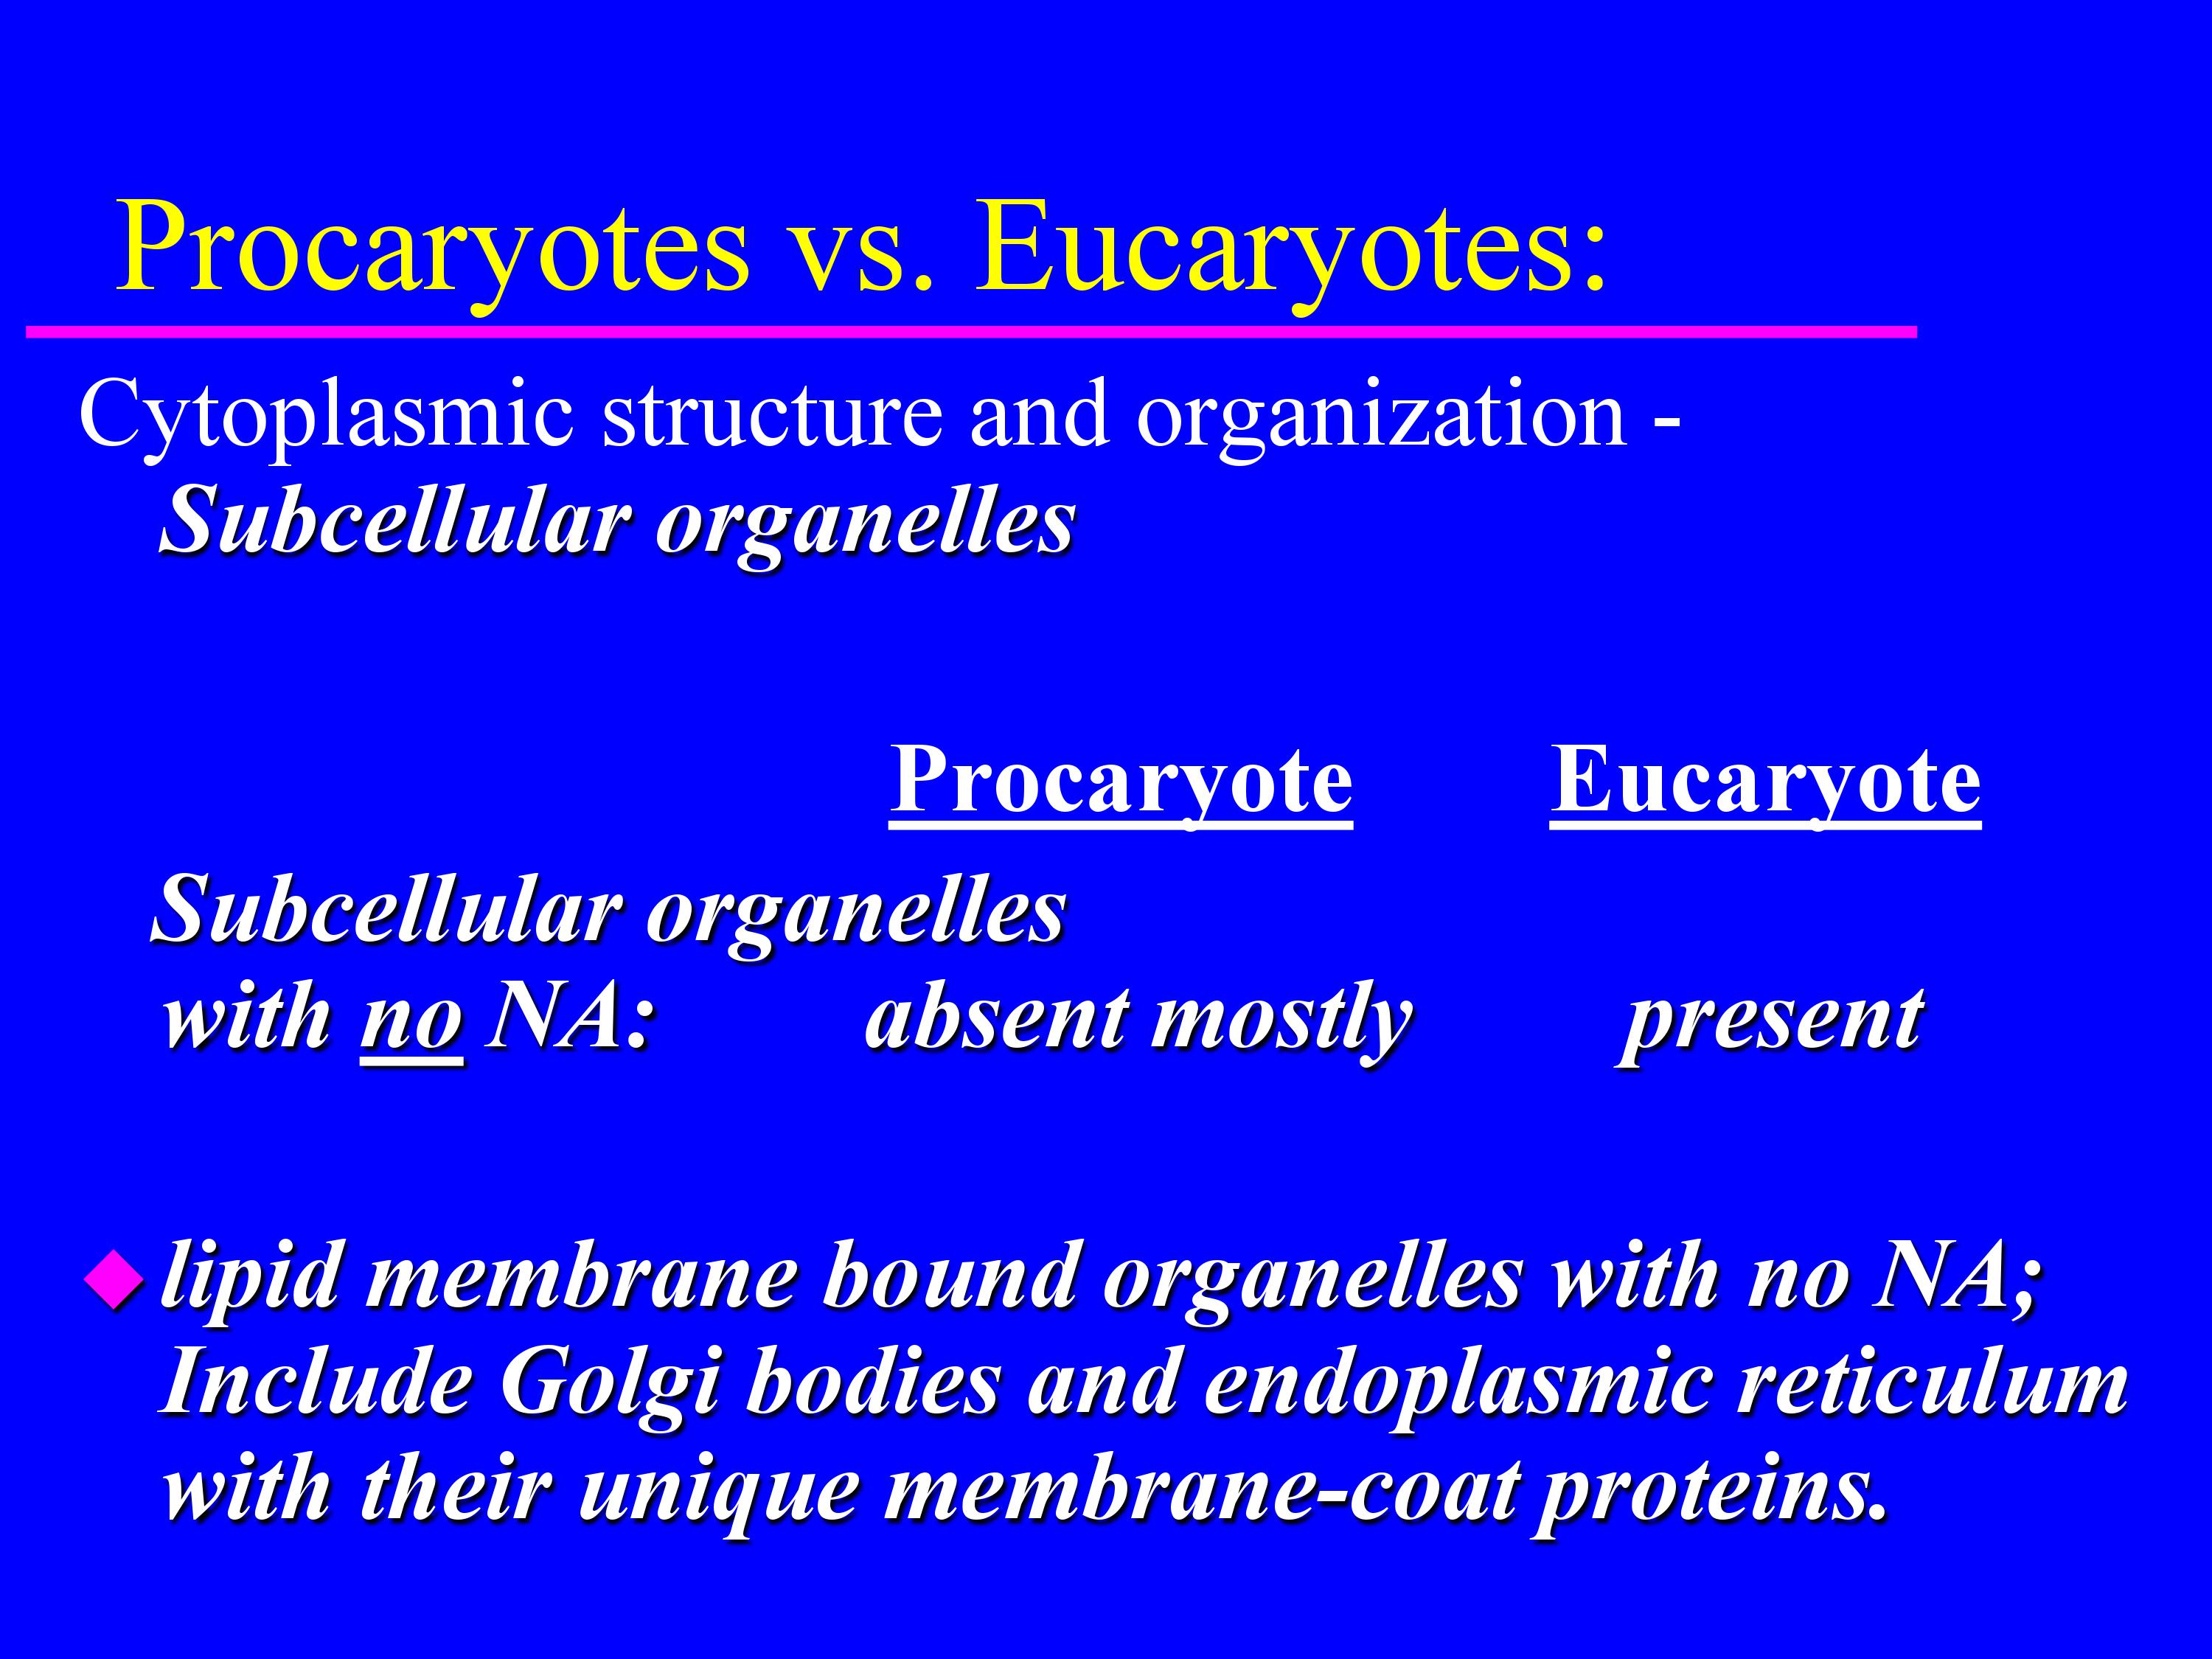 Procaryotes vs. Eucaryotes:
Cytoplasmic structure and organization -
Subcellular organelles
Procaryote Eucaryote
Subcellular organelles
with no NA: absent mostly present
lipid membrane bound organelles with no NA;
Include Golgi bodies and endoplasmic reticulum
with their unique membrane-coat proteins.